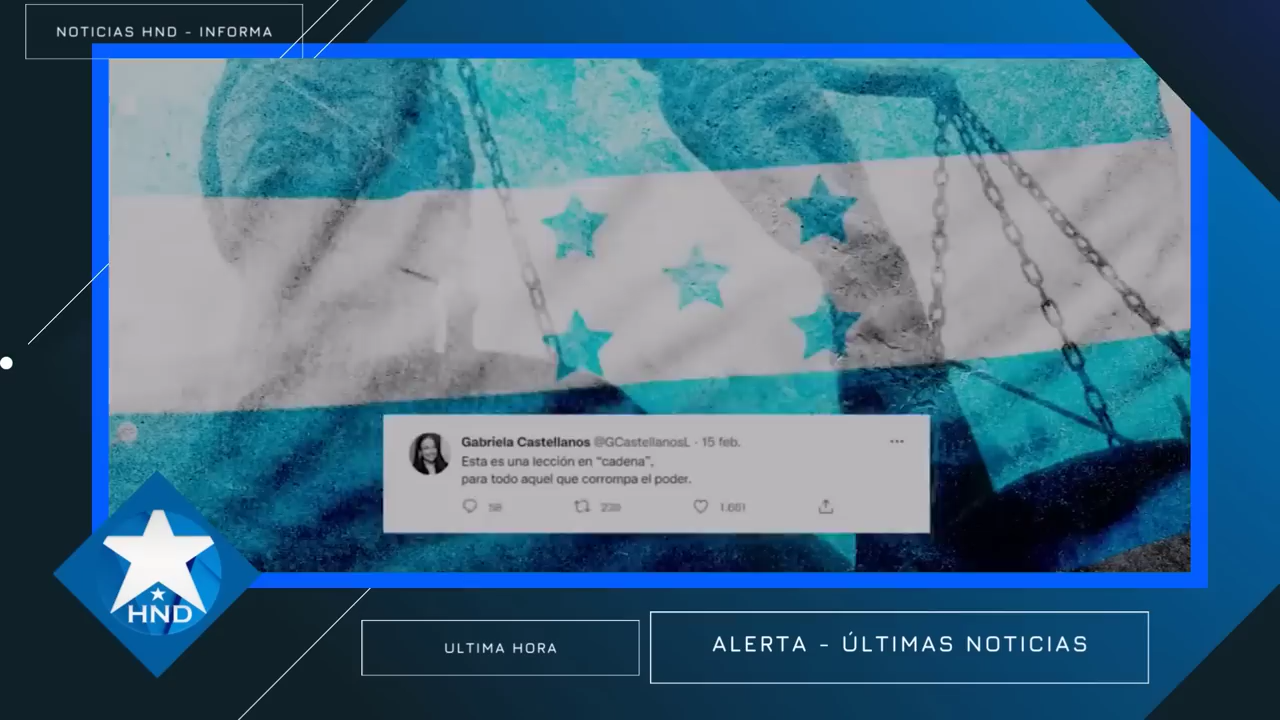 NOTICIAS HND - INFORMA
Gabriela Castellanos @GCastellanosL · 15 feb.
Esta es una lección en “cadena”,
para todo aquel que corrompa el poder.
HND
ULTIMA HORA
ALERTA - ÚLTIMAS NOTICIAS